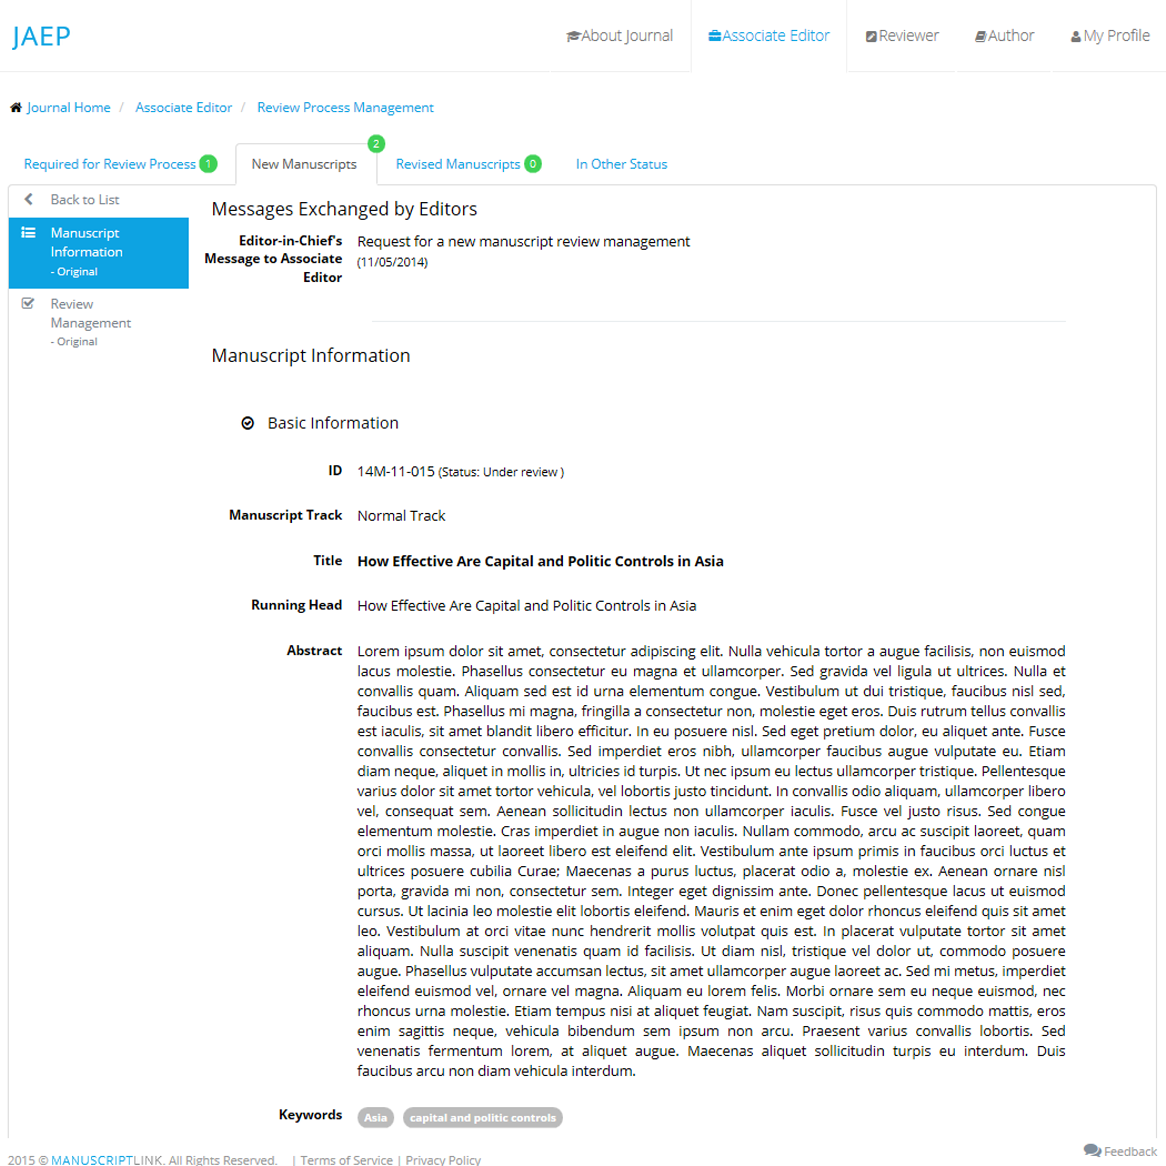 JAEP
About Journal
Associate Editor
Reviewer
Author
My Profile
Journal Home / Associate Editor / Review Process Management
Required for Review Process 1
New Manuscripts 2
Revised Manuscripts 0
In Other Status
Back to List
Manuscript
Information
- Original
Review
Management
- Original
Messages Exchanged by Editors
Editor-in-Chief's
Message to Associate
Editor
Request for a new manuscript review management
(11/05/2014)
Manuscript Information
Basic Information
ID 14M-11-015 (Status: Under review )
Manuscript Track Normal Track
Title How Effective Are Capital and Politic Controls in Asia
Running Head How Effective Are Capital and Politic Controls in Asia
Abstract Lorem ipsum dolor sit amet, consectetur adipiscing elit. Nulla vehicula tortor a augue facilisis, non euismod
lacus molestie. Phasellus consectetur eu magna et ullamcorper. Sed gravida vel ligula ut ultrices. Nulla et
convallis quam. Aliquam sed est id urna elementum congue. Vestibulum ut dui tristique, faucibus nisl sed,
faucibus est. Phasellus mi magna, fringilla a consectetur non, molestie eget eros. Duis rutrum tellus convallis
est iaculis, sit amet blandit libero efficitur. In eu posuere nisl. Sed eget pretium dolor, eu aliquet ante. Fusce
convallis consectetur convallis. Sed imperdiet eros nibh, ullamcorper faucibus augue vulputate eu. Etiam
diam neque, aliquet in mollis in, ultricies id turpis. Ut nec ipsum eu lectus ullamcorper tristique. Pellentesque
varius dolor sit amet tortor vehicula, vel lobortis justo tincidunt. In convallis odio aliquam, ullamcorper libero
vel, consequat sem. Aenean sollicitudin lectus non ullamcorper iaculis. Fusce vel justo risus. Sed congue
elementum molestie. Cras imperdiet in augue non iaculis. Nullam commodo, arcu ac suscipit laoreet, quam
orci mollis massa, ut laoreet libero est eleifend elit. Vestibulum ante ipsum primis in faucibus orci luctus et
ultrices posuere cubilia Curae; Maecenas a purus luctus, placerat odio a, molestie ex. Aenean ornare nisl
porta, gravida mi non, consectetur sem. Integer eget dignissim ante. Donec pellentesque lacus ut euismod
cursus. Ut lacinia leo molestie elit lobortis eleifend. Mauris et enim eget dolor rhoncus eleifend quis sit amet
leo. Vestibulum at orci vitae nunc hendrerit mollis volutpat quis est. In placerat vulputate tortor sit amet
aliquam. Nulla suscipit venenatis quam id facilisis. Ut diam nisl, tristique vel dolor ut, commodo posuere
augue. Phasellus vulputate accumsan lectus, sit amet ullamcorper augue laoreet ac. Sed mi metus, imperdiet
eleifend euismod vel, ornare vel magna. Aliquam eu lorem felis. Morbi ornare sem eu neque euismod, nec
rhoncus urna molestie. Etiam tempus nisi at aliquet feugiat. Nam suscipit, risus quis commodo mattis, eros
enim sagittis neque, vehicula bibendum sem ipsum non arcu. Praesent varius convallis lobortis. Sed
venenatis fermentum lorem, at aliquet augue. Maecenas aliquet sollicitudin turpis eu interdum. Duis
faucibus arcu non diam vehicula interdum.
Keywords Asia capital and politic controls
2015 © MANUSCRIPTLINK. All Rights Reserved. | Terms of Service | Privacy Policy
Feedback